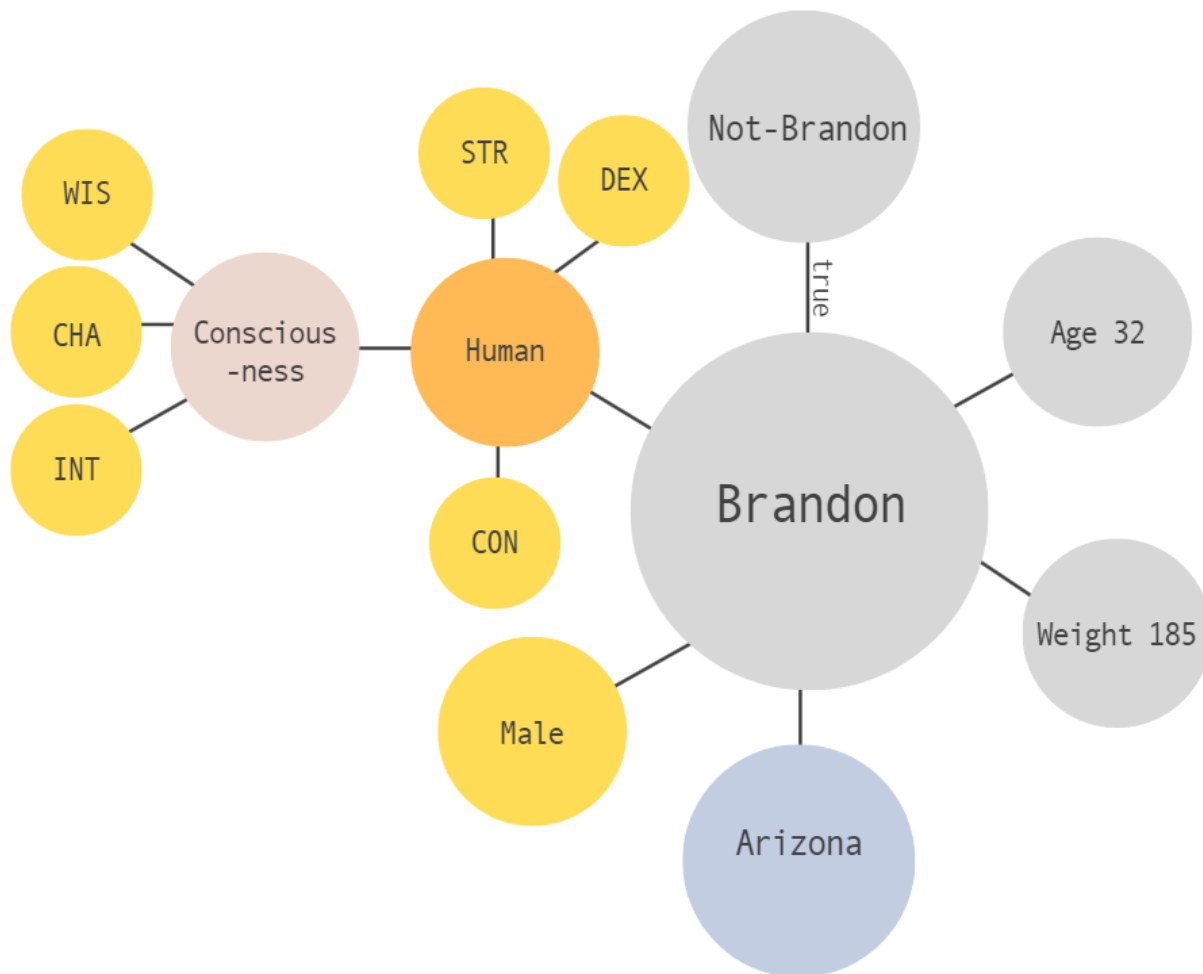 Not-Brandon
STR
DEX
WIS
true
CHA
Conscious
-ness
Human
Age 32
INT
Brandon
CON
Weight 185
Male
Arizona